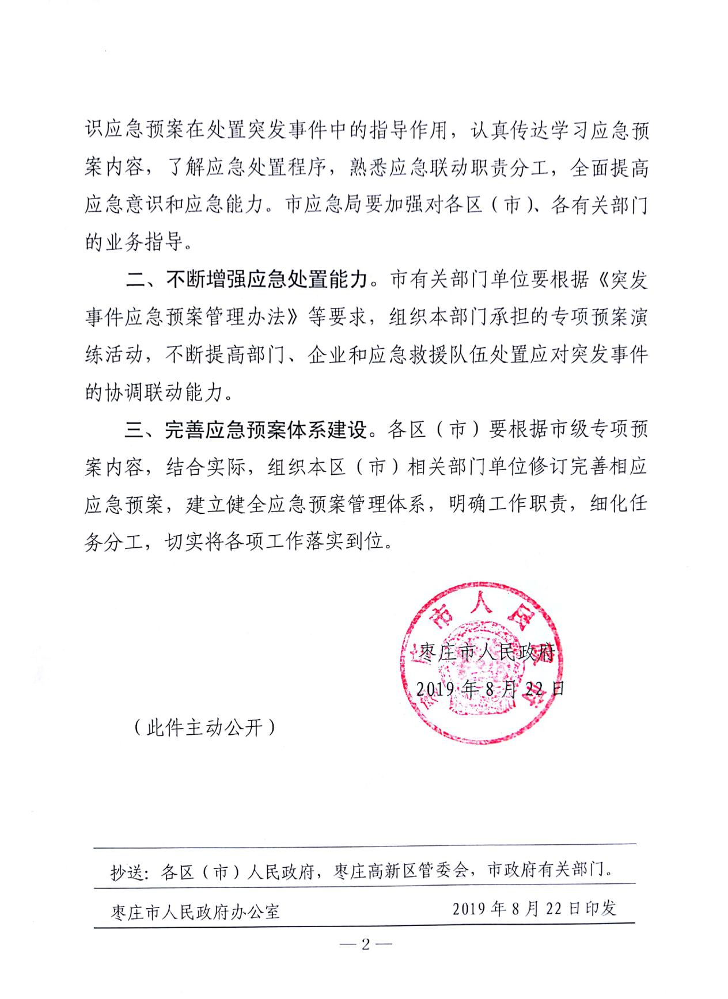 识应急预案在处置突发事件中的指导作用，认真传达学习应急预
案内容，了解应急处置程序，熟悉应急联动职责分工，全面提高
应急意识和应急能力。市应急局要加强对各区（市）、各有关部门
的业务指导。
二、不断增强应急处置能力。市有关部门单位要根据《突发
事件应急预案管理办法》等要求，组织本部门承担的专项预案演
练活动，不断提高部门、企业和应急救援队伍处置应对突发事件
的协调联动能力。
三、完善应急预案体系建设。各区（市）要根据市级专项预
案内容，结合实际，组织本区（市）相关部门单位修订完善相应
应急预案，建立健全应急预案管理体系，明确工作职责，细化任
务分工，切实将各项工作落实到位。
市人民
枣庄市人民政府
2019年8月22日
（此件主动公开）
抄送：各区（市）人民政府，枣庄高新区管委会，市政府有关部门。
枣庄市人民政府办公室 2019年8月22日印发
— 2 —